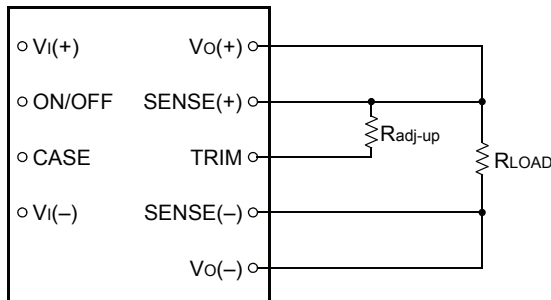 VI(+) VO(+)
ON/OFF SENSE(+)
Radj-up
CASE TRIM
RLOAD
VI(–) SENSE(–)
VO(–)